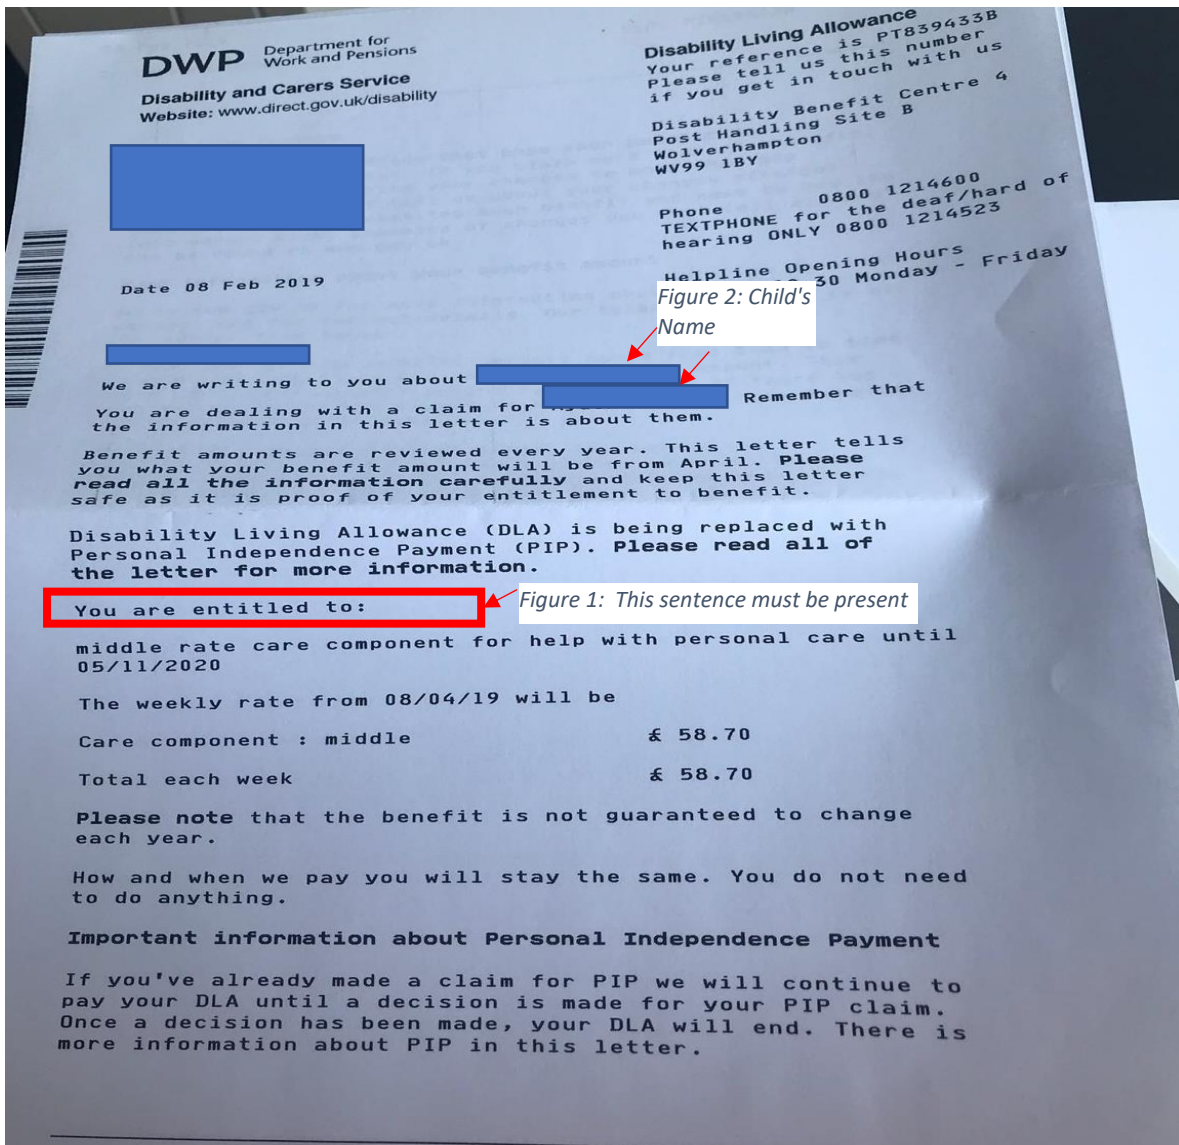 DWP Department for
Work and Pensions
Disability and Carers Service
Website: www.direct.gov.uk/disability
Disability Living Allowance
Your reference is PT839433B
Please tell us this number
if you get in touch with us
Disability Benefit Centre 4
Post Handling Site B
Wolverhampton
WV99 1BY
Phone 0800 1214600
TEXTPHONE for the deaf/hard of
hearing ONLY 0800 1214523
Helpline Opening Hours
30 Monday - Friday
Date 08 Feb 2019
Figure 2: Child's
Name
We are writing to you about
You are dealing with a claim for Remember that
the information in this letter is about them.
Benefit amounts are reviewed every year. This letter tells
you what your benefit amount will be from April. Please
read all the information carefully and keep this letter
safe as it is proof of your entitlement to benefit.
Disability Living Allowance (DLA) is being replaced with
Personal Independence Payment (PIP). Please read all of
the letter for more information.
You are entitled to:
Figure 1: This sentence must be present
middle rate care component for help with personal care until
05/11/2020
The weekly rate from 08/04/19 will be
Care component : middle £ 58.70
Total each week £ 58.70
Please note that the benefit is not guaranteed to change
each year.
How and when we pay you will stay the same. You do not need
to do anything.
Important information about Personal Independence Payment
If you've already made a claim for PIP we will continue to
pay your DLA until a decision is made for your PIP claim.
Once a decision has been made, your DLA will end. There is
more information about PIP in this letter.